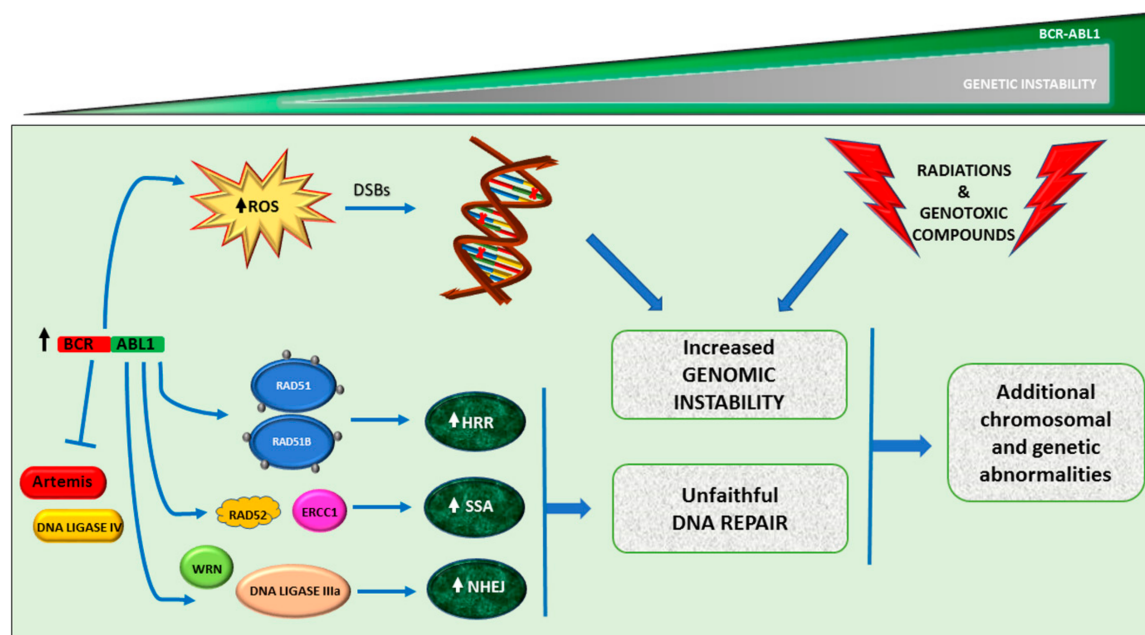 BCR-ABL1
GENETIC INSTABILITY
ROS
DSBs
RADIATIONS
&
GENOTOXIC
COMPOUNDS
BCR ABL1
RAD51
RAD51B
HRR
Increased
GENOMIC
INSTABILITY
Additional
chromosomal
and genetic
abnormalities
Artemis
DNA LIGASE IV
RAD52
ERCC1
SSA
Unfaithful
DNA REPAIR
WRN
DNA LIGASE IIIa
NHEJ